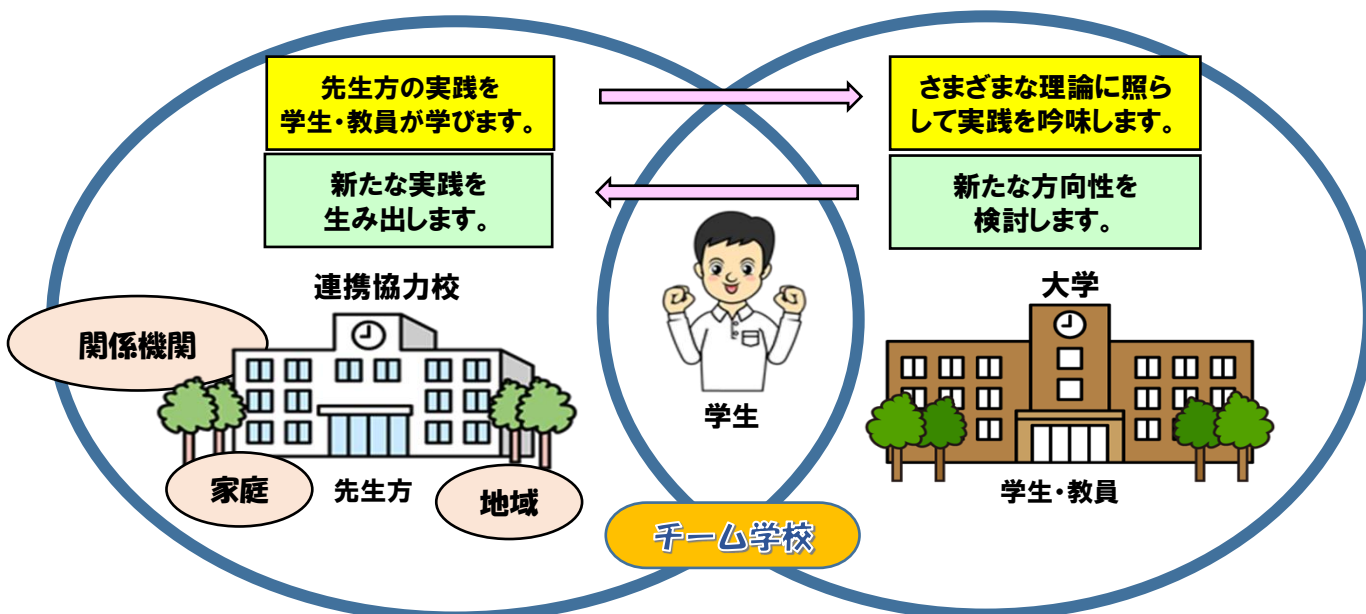 先生方の実践を
学生・教員が学びます。
さまざまな理論に照ら
して実践を吟味します。
新たな実践を
生み出します。
新たな方向性を
検討します。
連携協力校
大学
関係機関
学生
家庭
先生方
地域
学生・教員
チーム学校